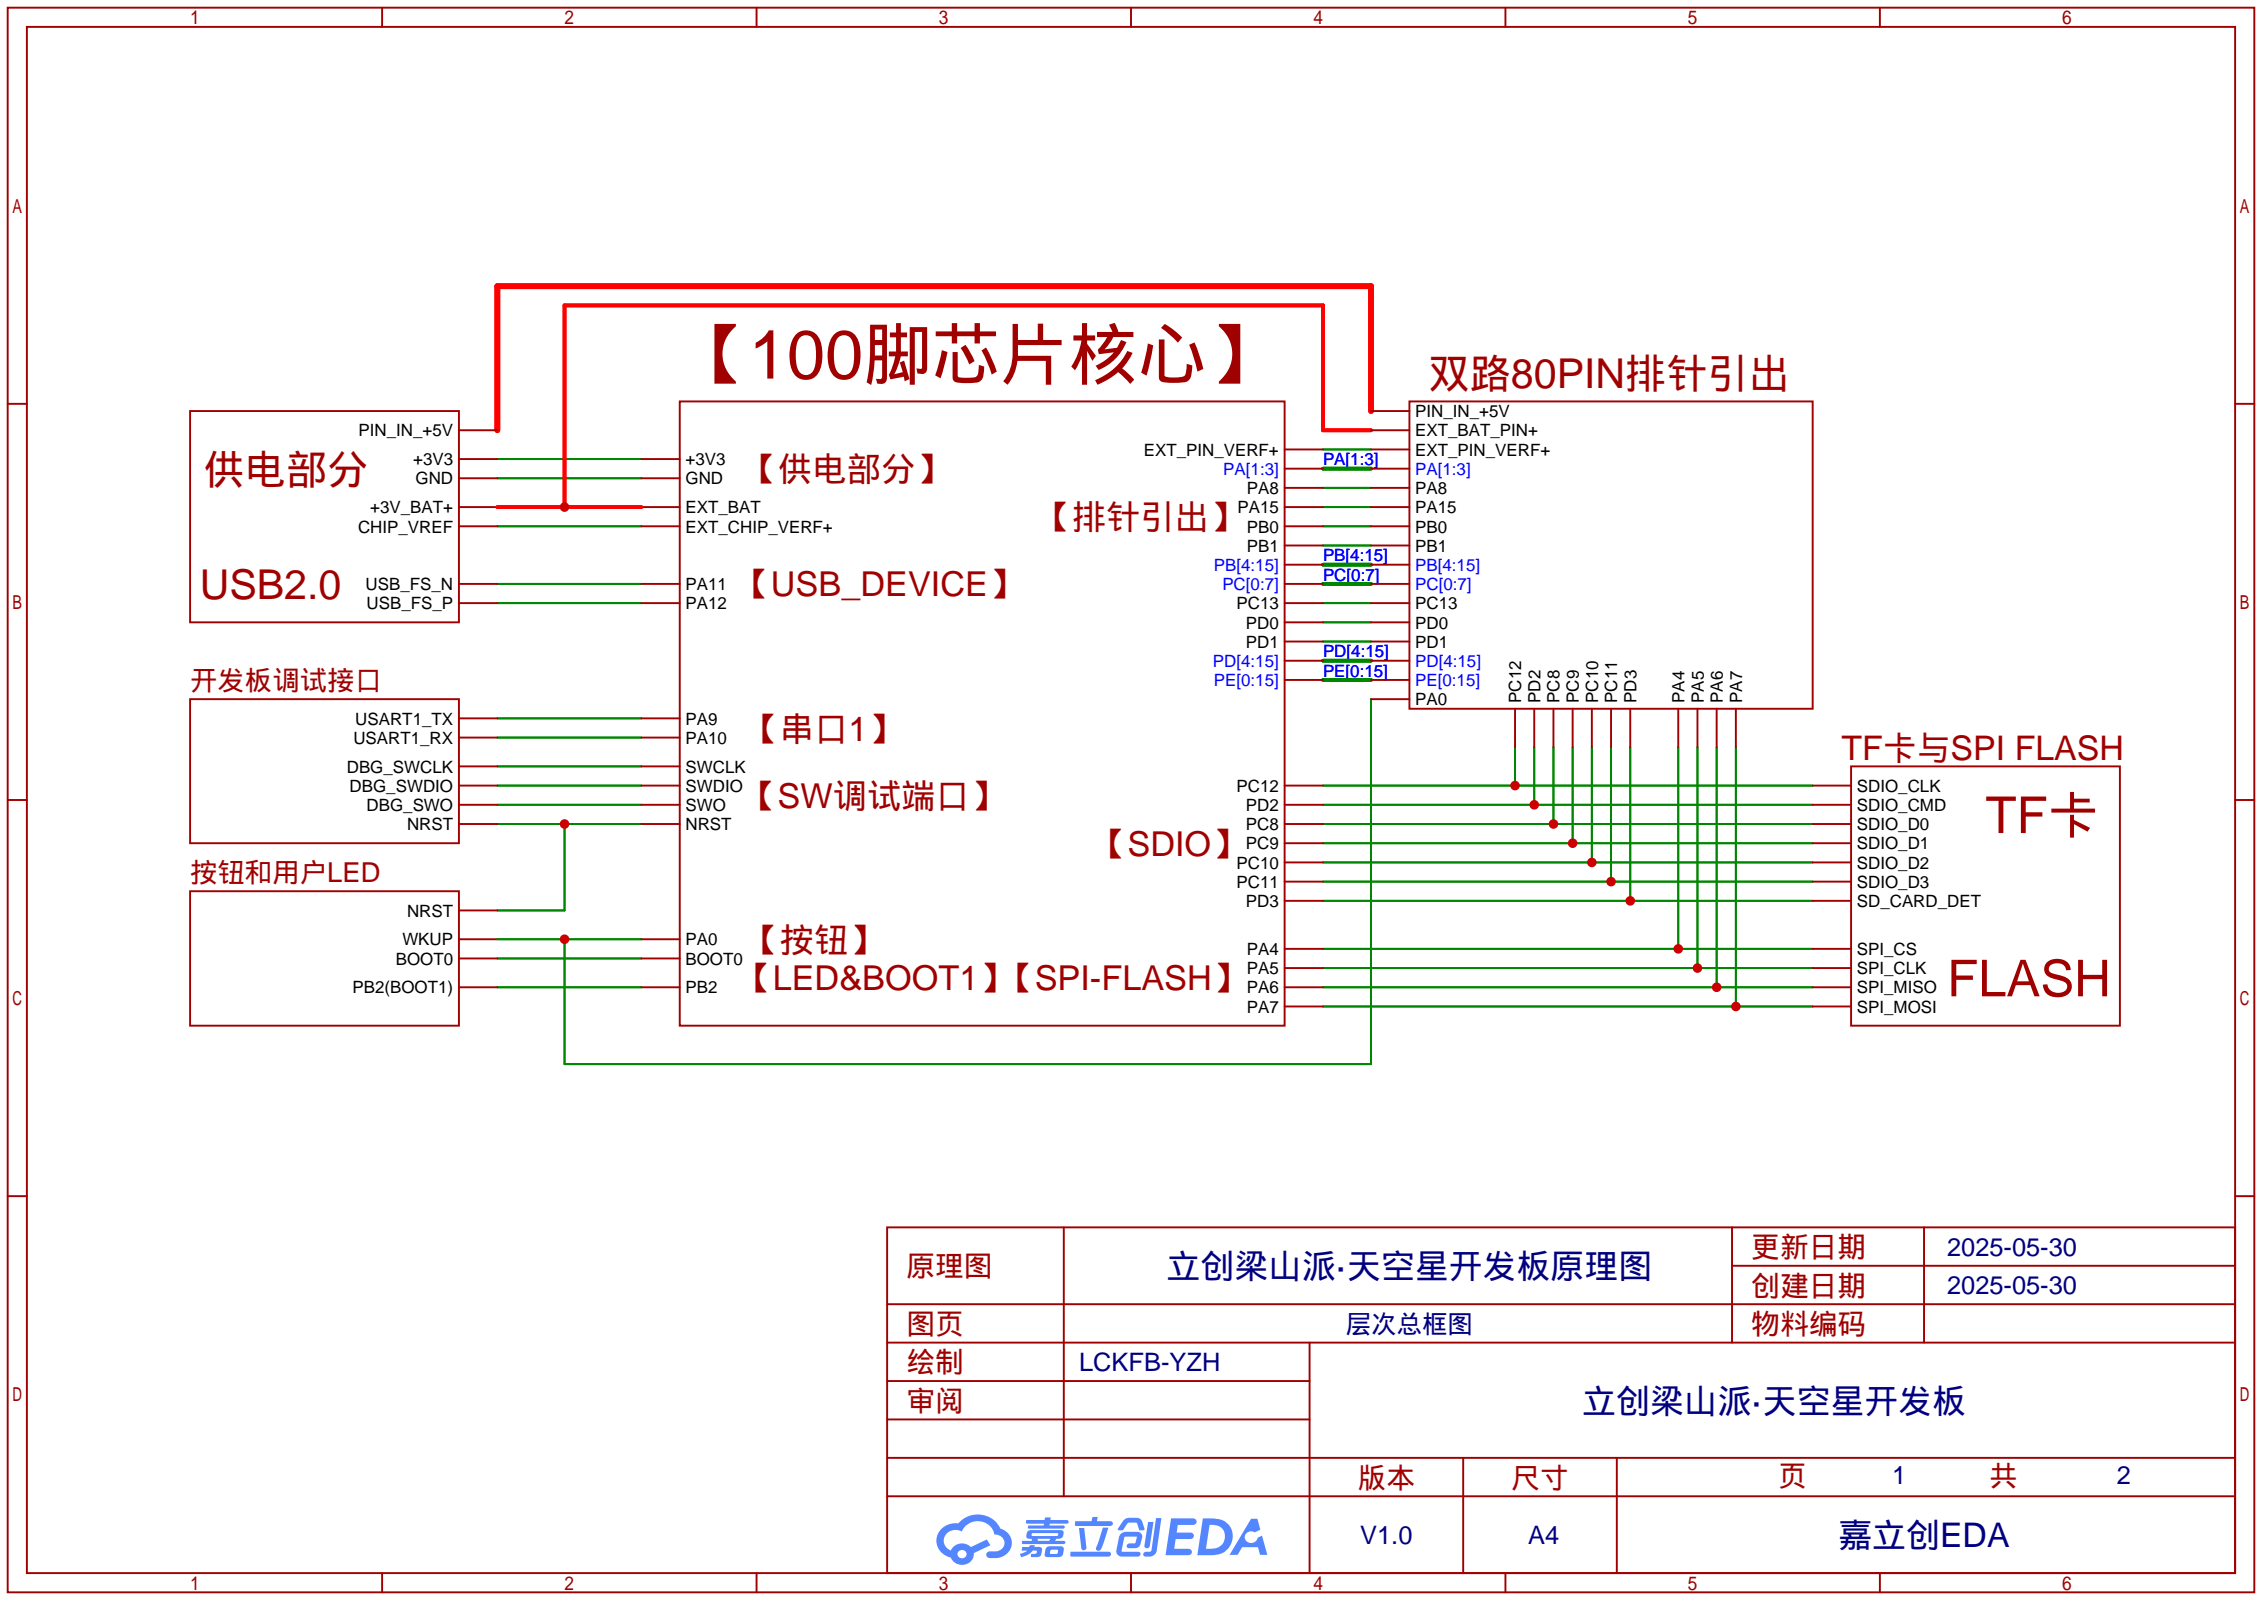 1 2 3 4 5 6
A A
【100脚芯片核心】
双路80PIN排针引出
供电部分
USB2.0
PIN_IN_+5V
+3V3
GND
+3V_BAT+
CHIP_VREF
USB_FS_N
USB_FS_P
开发板调试接口
USART1_TX
USART1_RX
DBG_SWCLK
DBG_SWDIO
DBG_SWO
NRST
按钮和用户LED
NRST
WKUP
BOOT0
PB2(BOOT1)
+3V3
GND
EXT_BAT
EXT_CHIP_VERF+
PA11
PA12
PA9
PA10
SWCLK
SWDIO
SWO
NRST
PA0
BOOT0
PB2
【供电部分】
【排针引出】
【USB_DEVICE】
【串口1】
【SW调试端口】
【SDIO】
【按钮】
【LED&BOOT1】【SPI-FLASH】
EXT_PIN_VERF+
PA[1:3]
PA8
PA15
PB0
PB1
PB[4:15]
PC[0:7]
PC13
PD0
PD1
PD[4:15]
PE[0:15]
PC12
PD2
PC8
PC9
PC10
PC11
PD3
PA4
PA5
PA6
PA7
PA[1:3]
PB[4:15]
PC[0:7]
PD[4:15]
PE[0:15]
PIN_IN_+5V
EXT_BAT_PIN+
EXT_PIN_VERF+
PA[1:3]
PA8
PA15
PB0
PB1
PB[4:15]
PC[0:7]
PC13
PD0
PD1
PD[4:15]
PE[0:15]
PA0
PC12
PD2
PC8
PC9
PC10
PC11
PD3
PA4
PA5
PA6
PA7
TF卡与SPI FLASH
SDIO_CLK
SDIO_CMD
SDIO_D0
SDIO_D1
SDIO_D2
SDIO_D3
SD_CARD_DET
SPI_CS
SPI_CLK
SPI_MISO
SPI_MOSI
TF卡
FLASH
B B
C C
D D
原理图 立创梁山派·天空星开发板原理图 更新日期 2025-05-30
创建日期 2025-05-30
图页 层次总框图 物料编码
绘制 LCKFB-YZH
审阅
立创梁山派·天空星开发板
版本 尺寸 页 1 共 2
嘉立创EDA V1.0 A4 嘉立创EDA
1 2 3 4 5 6